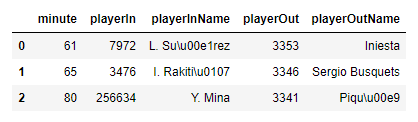 minute playerIn playerInName playerOut playerOutName
0 61 7972 L. Su\u00e1rez 3353 Iniesta
1 65 3476 I. Rakiti\u0107 3346 Sergio Busquets
2 80 256634 Y. Mina 3341 Piqu\u00e9